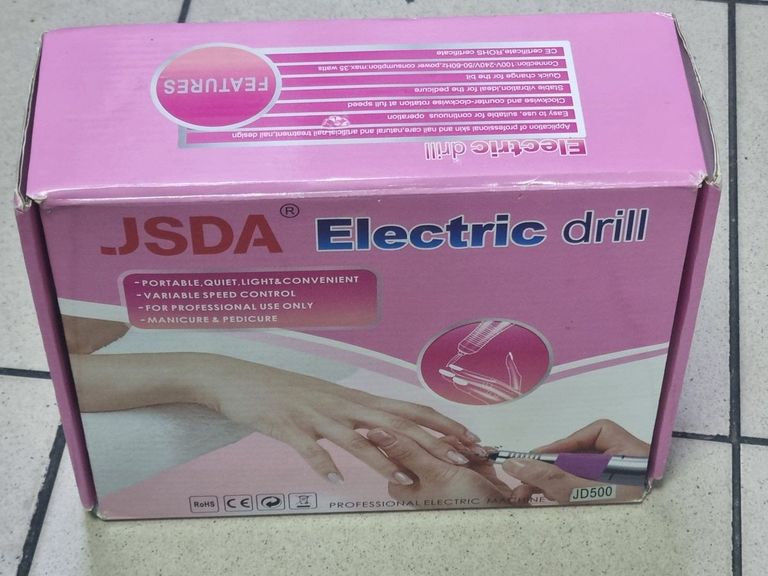 FEATURES
Electric drill
Application of professionals and skin and nail care,natural and artificial nail treatment,nail design
Easy to use, suitable for continuous operation
Clockwise and counter-clockwise rotation at full speed
Stable vibration,ideal for the pedicure
Quick change for the bit
Connection:100V-240V/50-60Hz,power consumption:max.35 watts
CE certificate,ROHS certificate
JSDA® Electric drill
-PORTABLE,QUIET,LIGHT&CONVENIENT
-VARIABLE SPEED CONTROL
-FOR PROFESSIONAL USE ONLY
-MANICURE & PEDICURE
RoHS CE
PROFESSIONAL ELECTRIC MACHINE
JD500